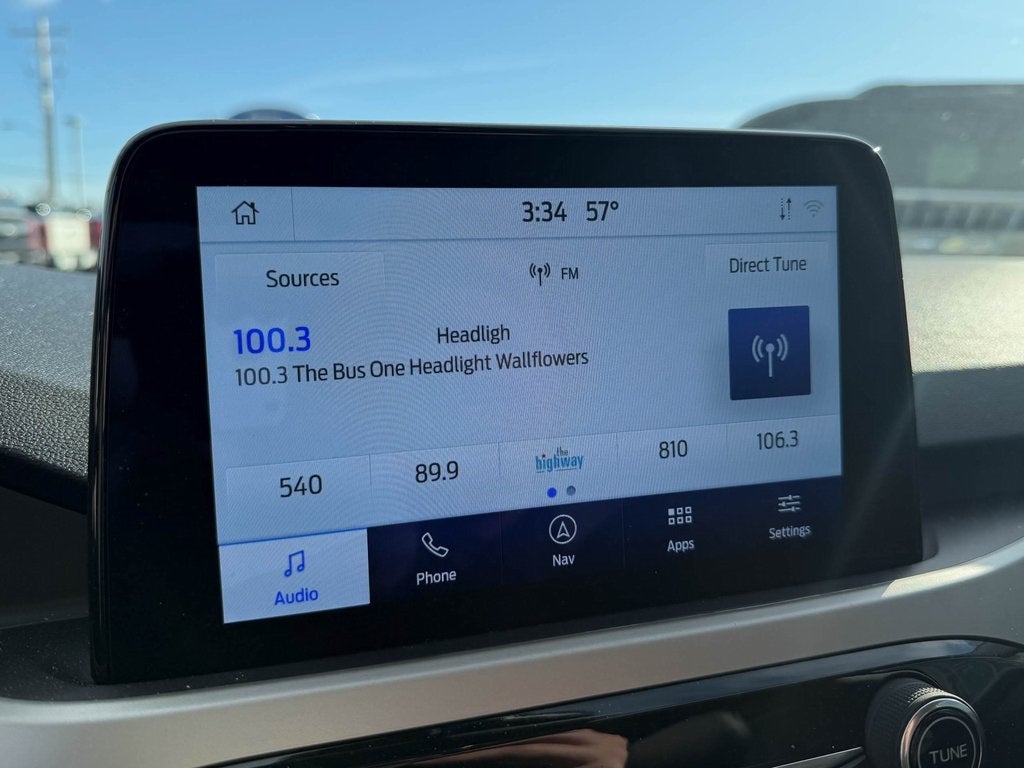 3:34 57°
Sources
FM
Direct Tune
100.3
Headligh
100.3 The Bus One Headlight Wallflowers
540
89.9
the
highway
810
106.3
Audio
Phone
Nav
Apps
Settings
TUNE